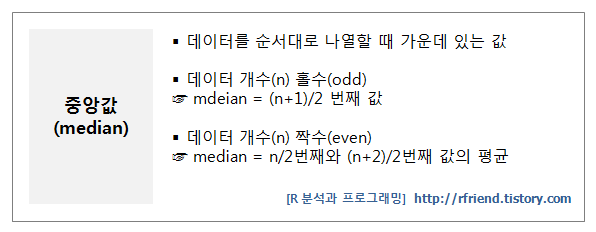 중앙값
(median)
▪ 데이터를 순서대로 나열할 때 가운데 있는 값
▪ 데이터 개수(n) 홀수(odd)
☞ mdeian = (n+1)/2 번째 값
▪ 데이터 개수(n) 짝수(even)
☞ median = n/2번째와 (n+2)/2번째 값의 평균
[R 분석과 프로그래밍] http://rfriend.tistory.com